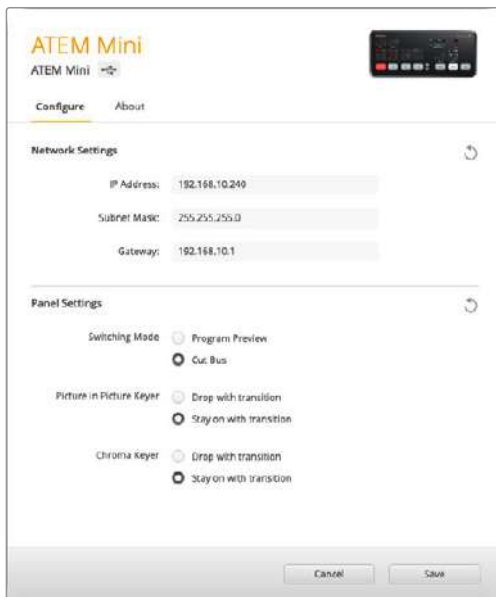 ATEM Mini
ATEM Mini
Configure About
Network Settings
IP Address: 192.168.10.240
Subnet Mask: 255.255.255.0
Gateway: 192.168.10.1
Panel Settings
Switching Mode Program Preview
Cut Bus
Picture in Picture Keyer Drop with transition
Stay on with transition
Chroma Keyer Drop with transition
Stay on with transition
Cancel Save